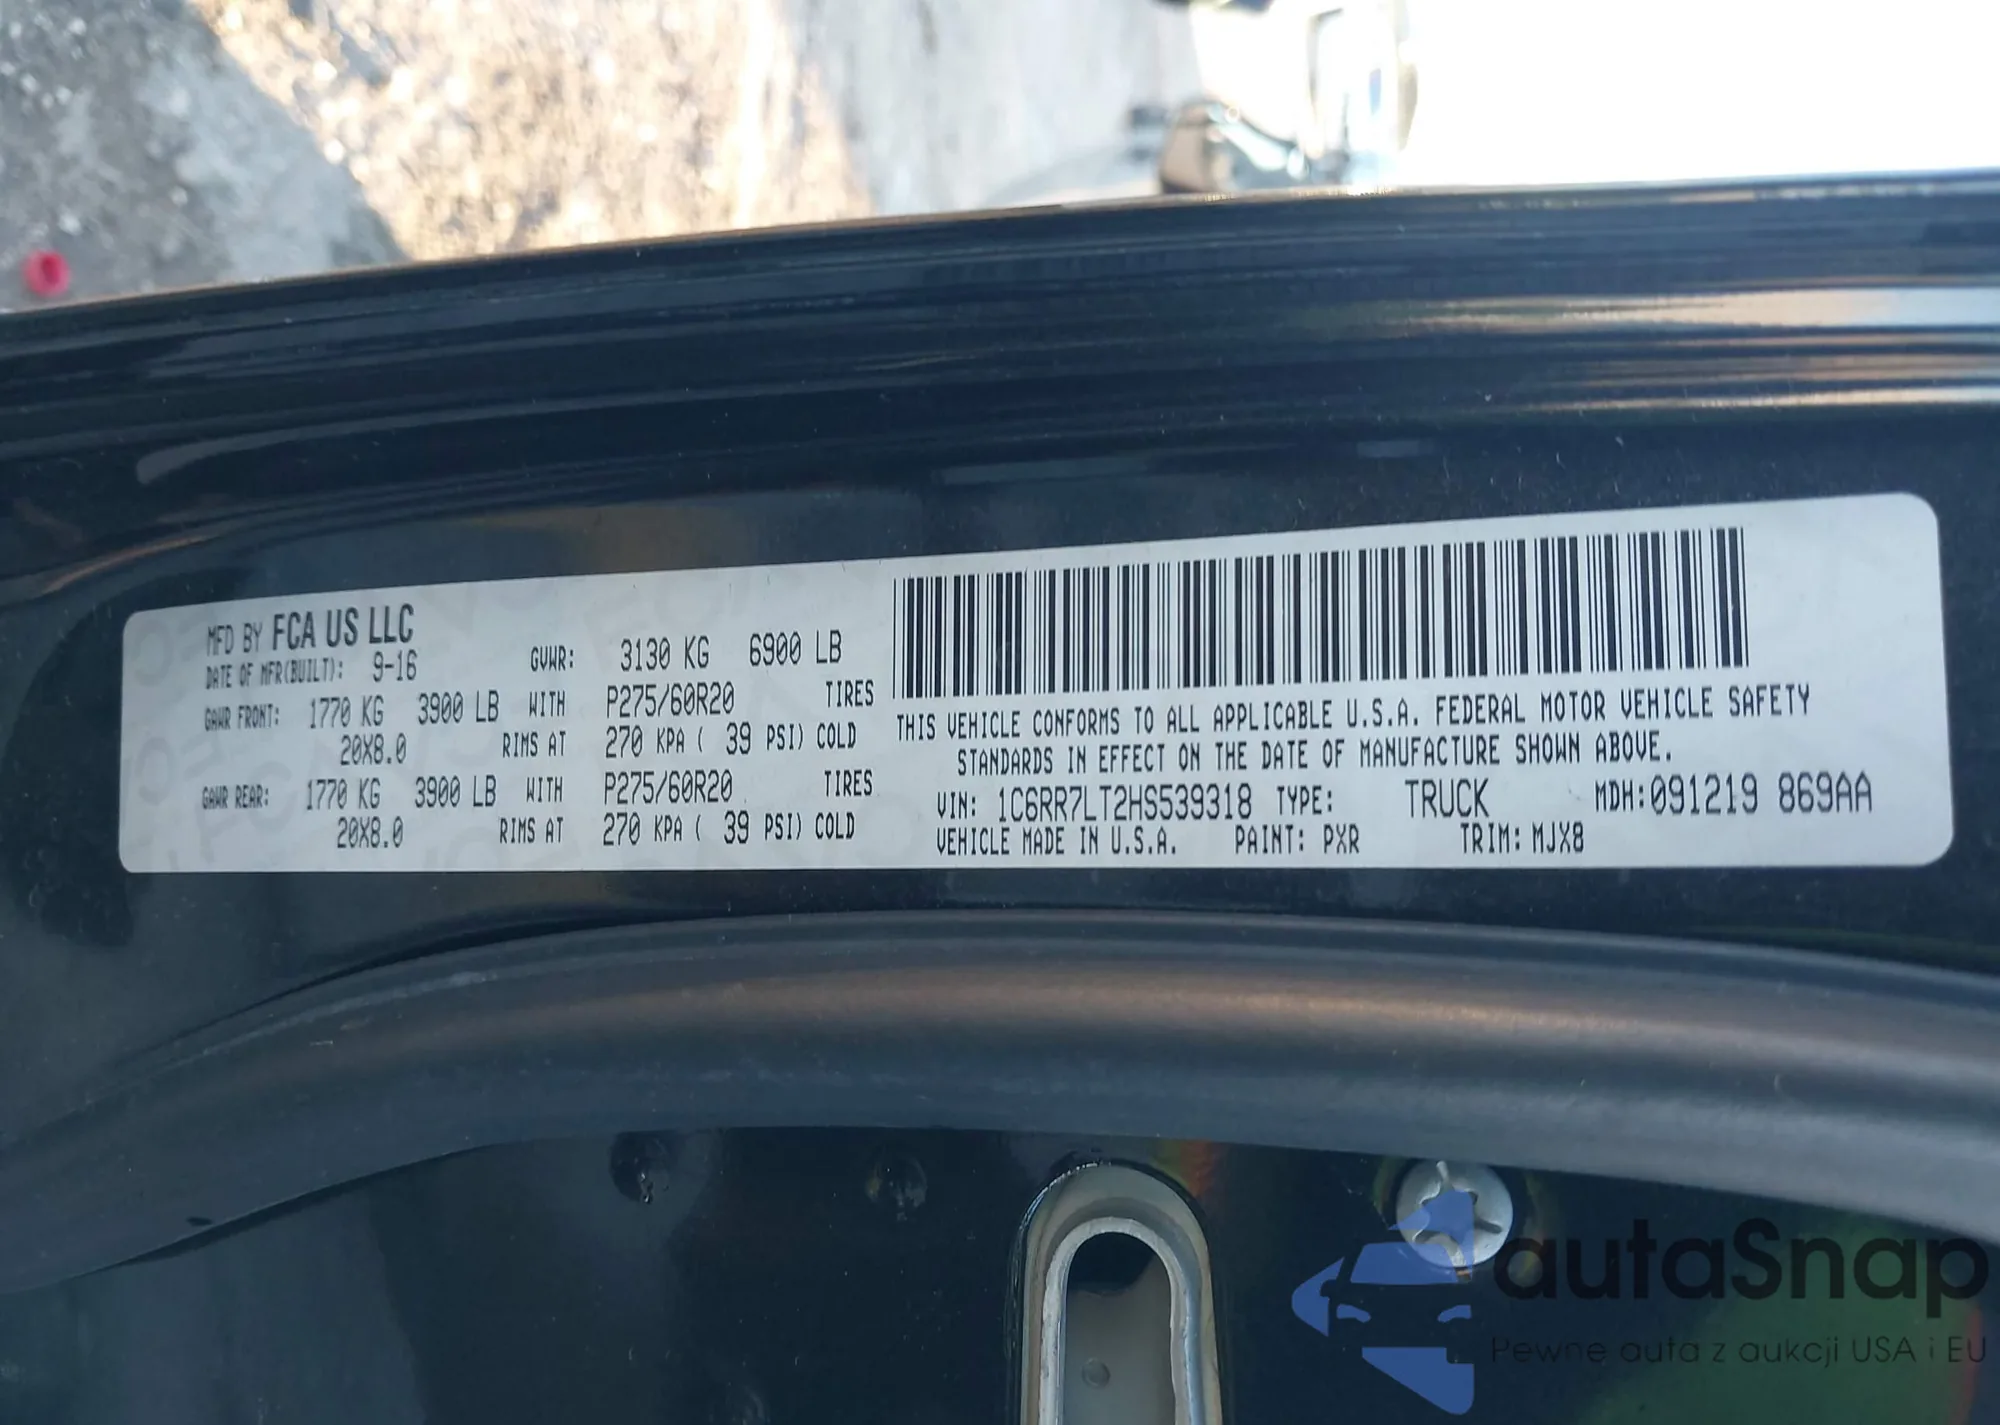 MFD BY FCA US LLC
DATE OF MFR(BUILT): 9-16 GVWR: 3130 KG 6900 LB
GAWR FRONT: 1770 KG 3900 LB WITH P275/60R20 TIRES
20X8.0 RIMS AT 270 KPA ( 39 PSI) COLD
GAWR REAR: 1770 KG 3900 LB WITH P275/60R20 TIRES
20X8.0 RIMS AT 270 KPA ( 39 PSI) COLD
THIS VEHICLE CONFORMS TO ALL APPLICABLE U.S.A. FEDERAL MOTOR VEHICLE SAFETY
STANDARDS IN EFFECT ON THE DATE OF MANUFACTURE SHOWN ABOVE.
VIN: 1C6RR7LT2HS539318 TYPE: TRUCK MDH:091219 869AA
VEHICLE MADE IN U.S.A. PAINT: PXR TRIM: MJX8
autaSnap
Pewne auta z aukcji USA i EU